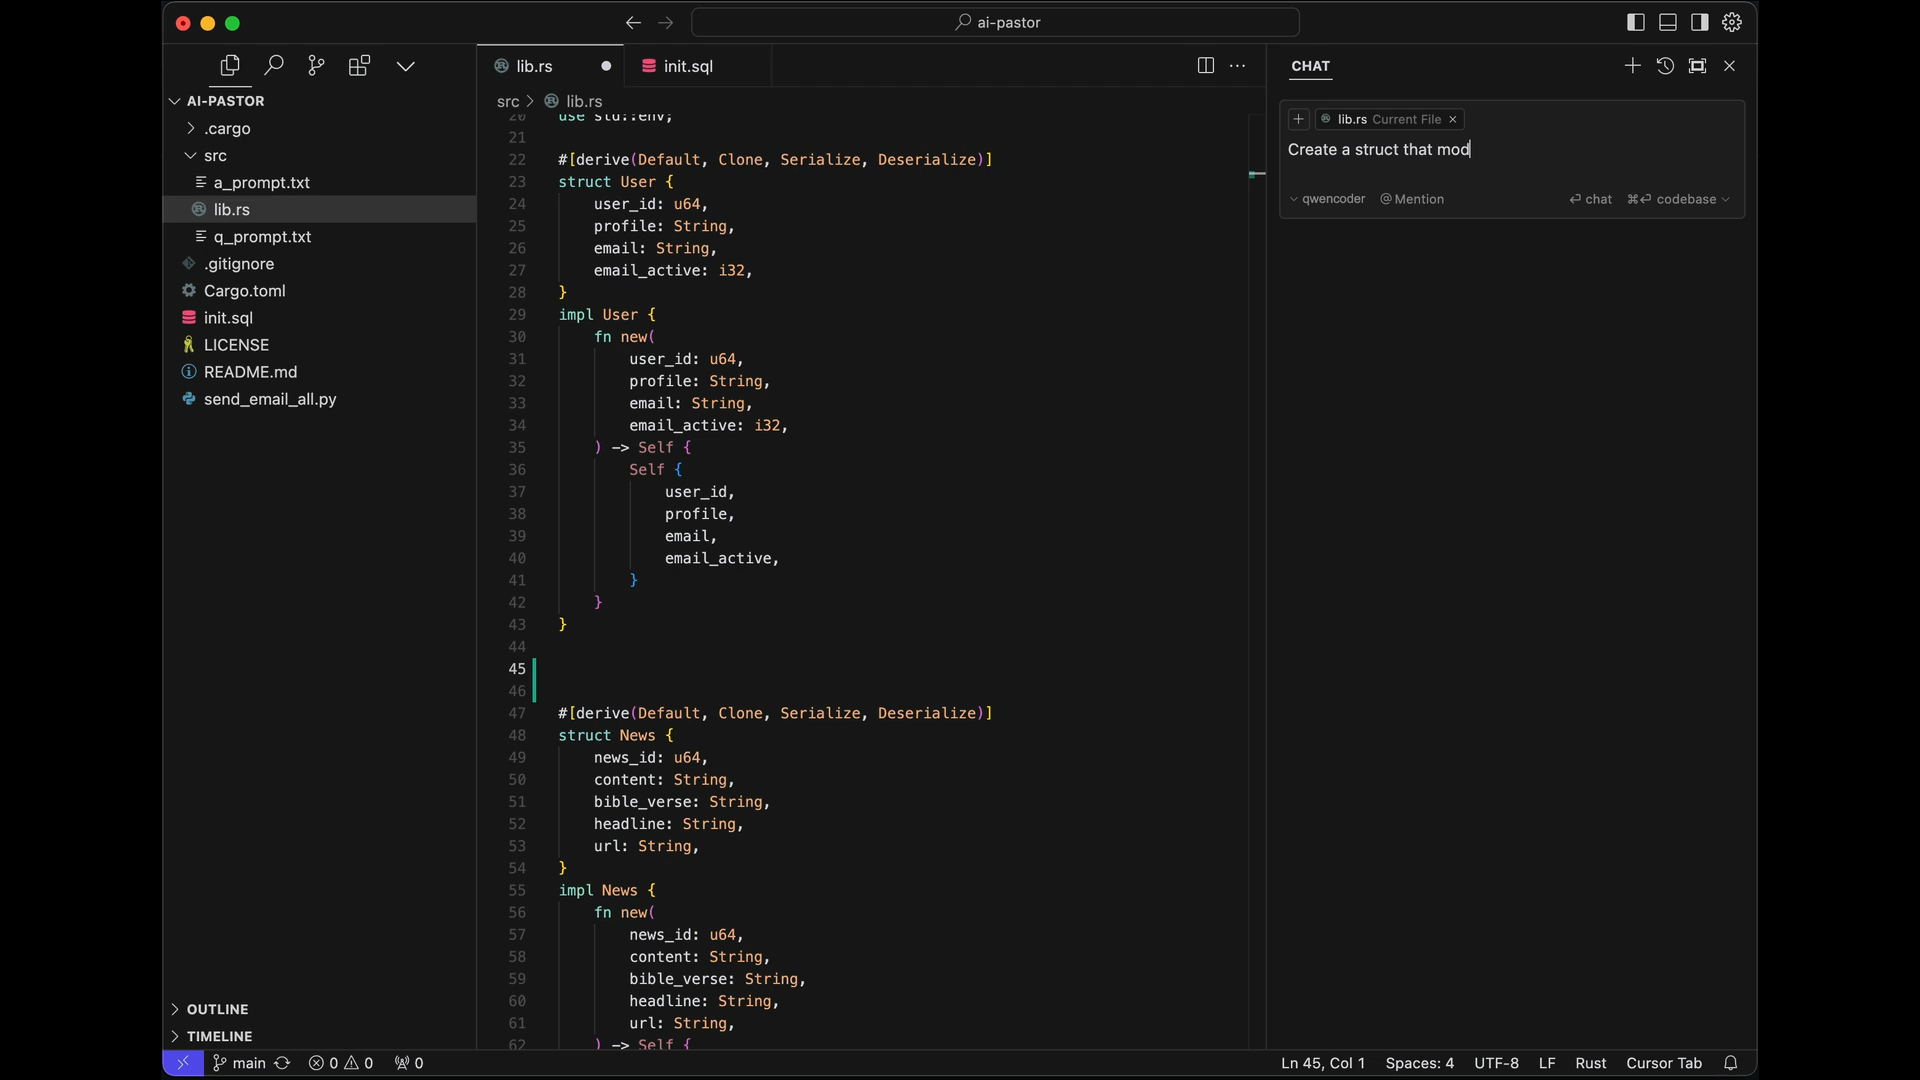 ai-pastor
AI-PASTOR
.cargo
src
a_prompt.txt
lib.rs
q_prompt.txt
.gitignore
Cargo.toml
init.sql
LICENSE
README.md
send_email_all.py
OUTLINE
TIMELINE
lib.rs
init.sql
src > lib.rs
20 use std::env;
21
22 #[derive(Default, Clone, Serialize, Deserialize)]
23 struct User {
24 user_id: u64,
25 profile: String,
26 email: String,
27 email_active: i32,
28 }
29 impl User {
30 fn new(
31 user_id: u64,
32 profile: String,
33 email: String,
34 email_active: i32,
35 ) -> Self {
36 Self {
37 user_id,
38 profile,
39 email,
40 email_active,
41 }
42 }
43 }
44
45
46
47 #[derive(Default, Clone, Serialize, Deserialize)]
48 struct News {
49 news_id: u64,
50 content: String,
51 bible_verse: String,
52 headline: String,
53 url: String,
54 }
55 impl News {
56 fn new(
57 news_id: u64,
58 content: String,
59 bible_verse: String,
60 headline: String,
61 url: String,
62 ) -> Self {
CHAT
lib.rs Current File
Create a struct that mod
qwencoder @ Mention chat codebase
main 0 0 0 Ln 45, Col 1 Spaces: 4 UTF-8 LF Rust Cursor Tab